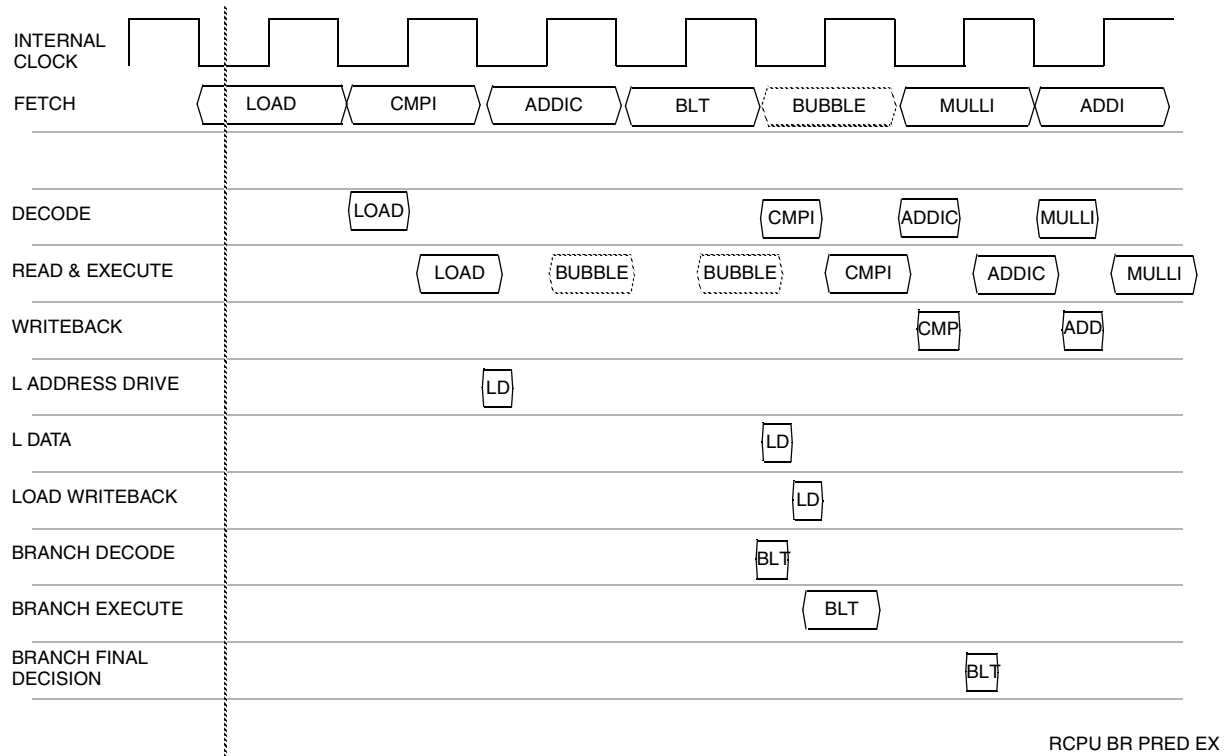 INTERNAL
CLOCK
FETCH LOAD CMPI ADDIC BLT BUBBLE MULLI ADDI
DECODE LOAD CMPI ADDIC MULLI
READ & EXECUTE LOAD BUBBLE BUBBLE CMPI ADDIC MULLI
WRITEBACK CMP ADD
L ADDRESS DRIVE LD
L DATA LD
LOAD WRITEBACK LD
BRANCH DECODE BLT
BRANCH EXECUTE BLT
BRANCH FINAL
DECISION BLT
RCPU BR PRED EX